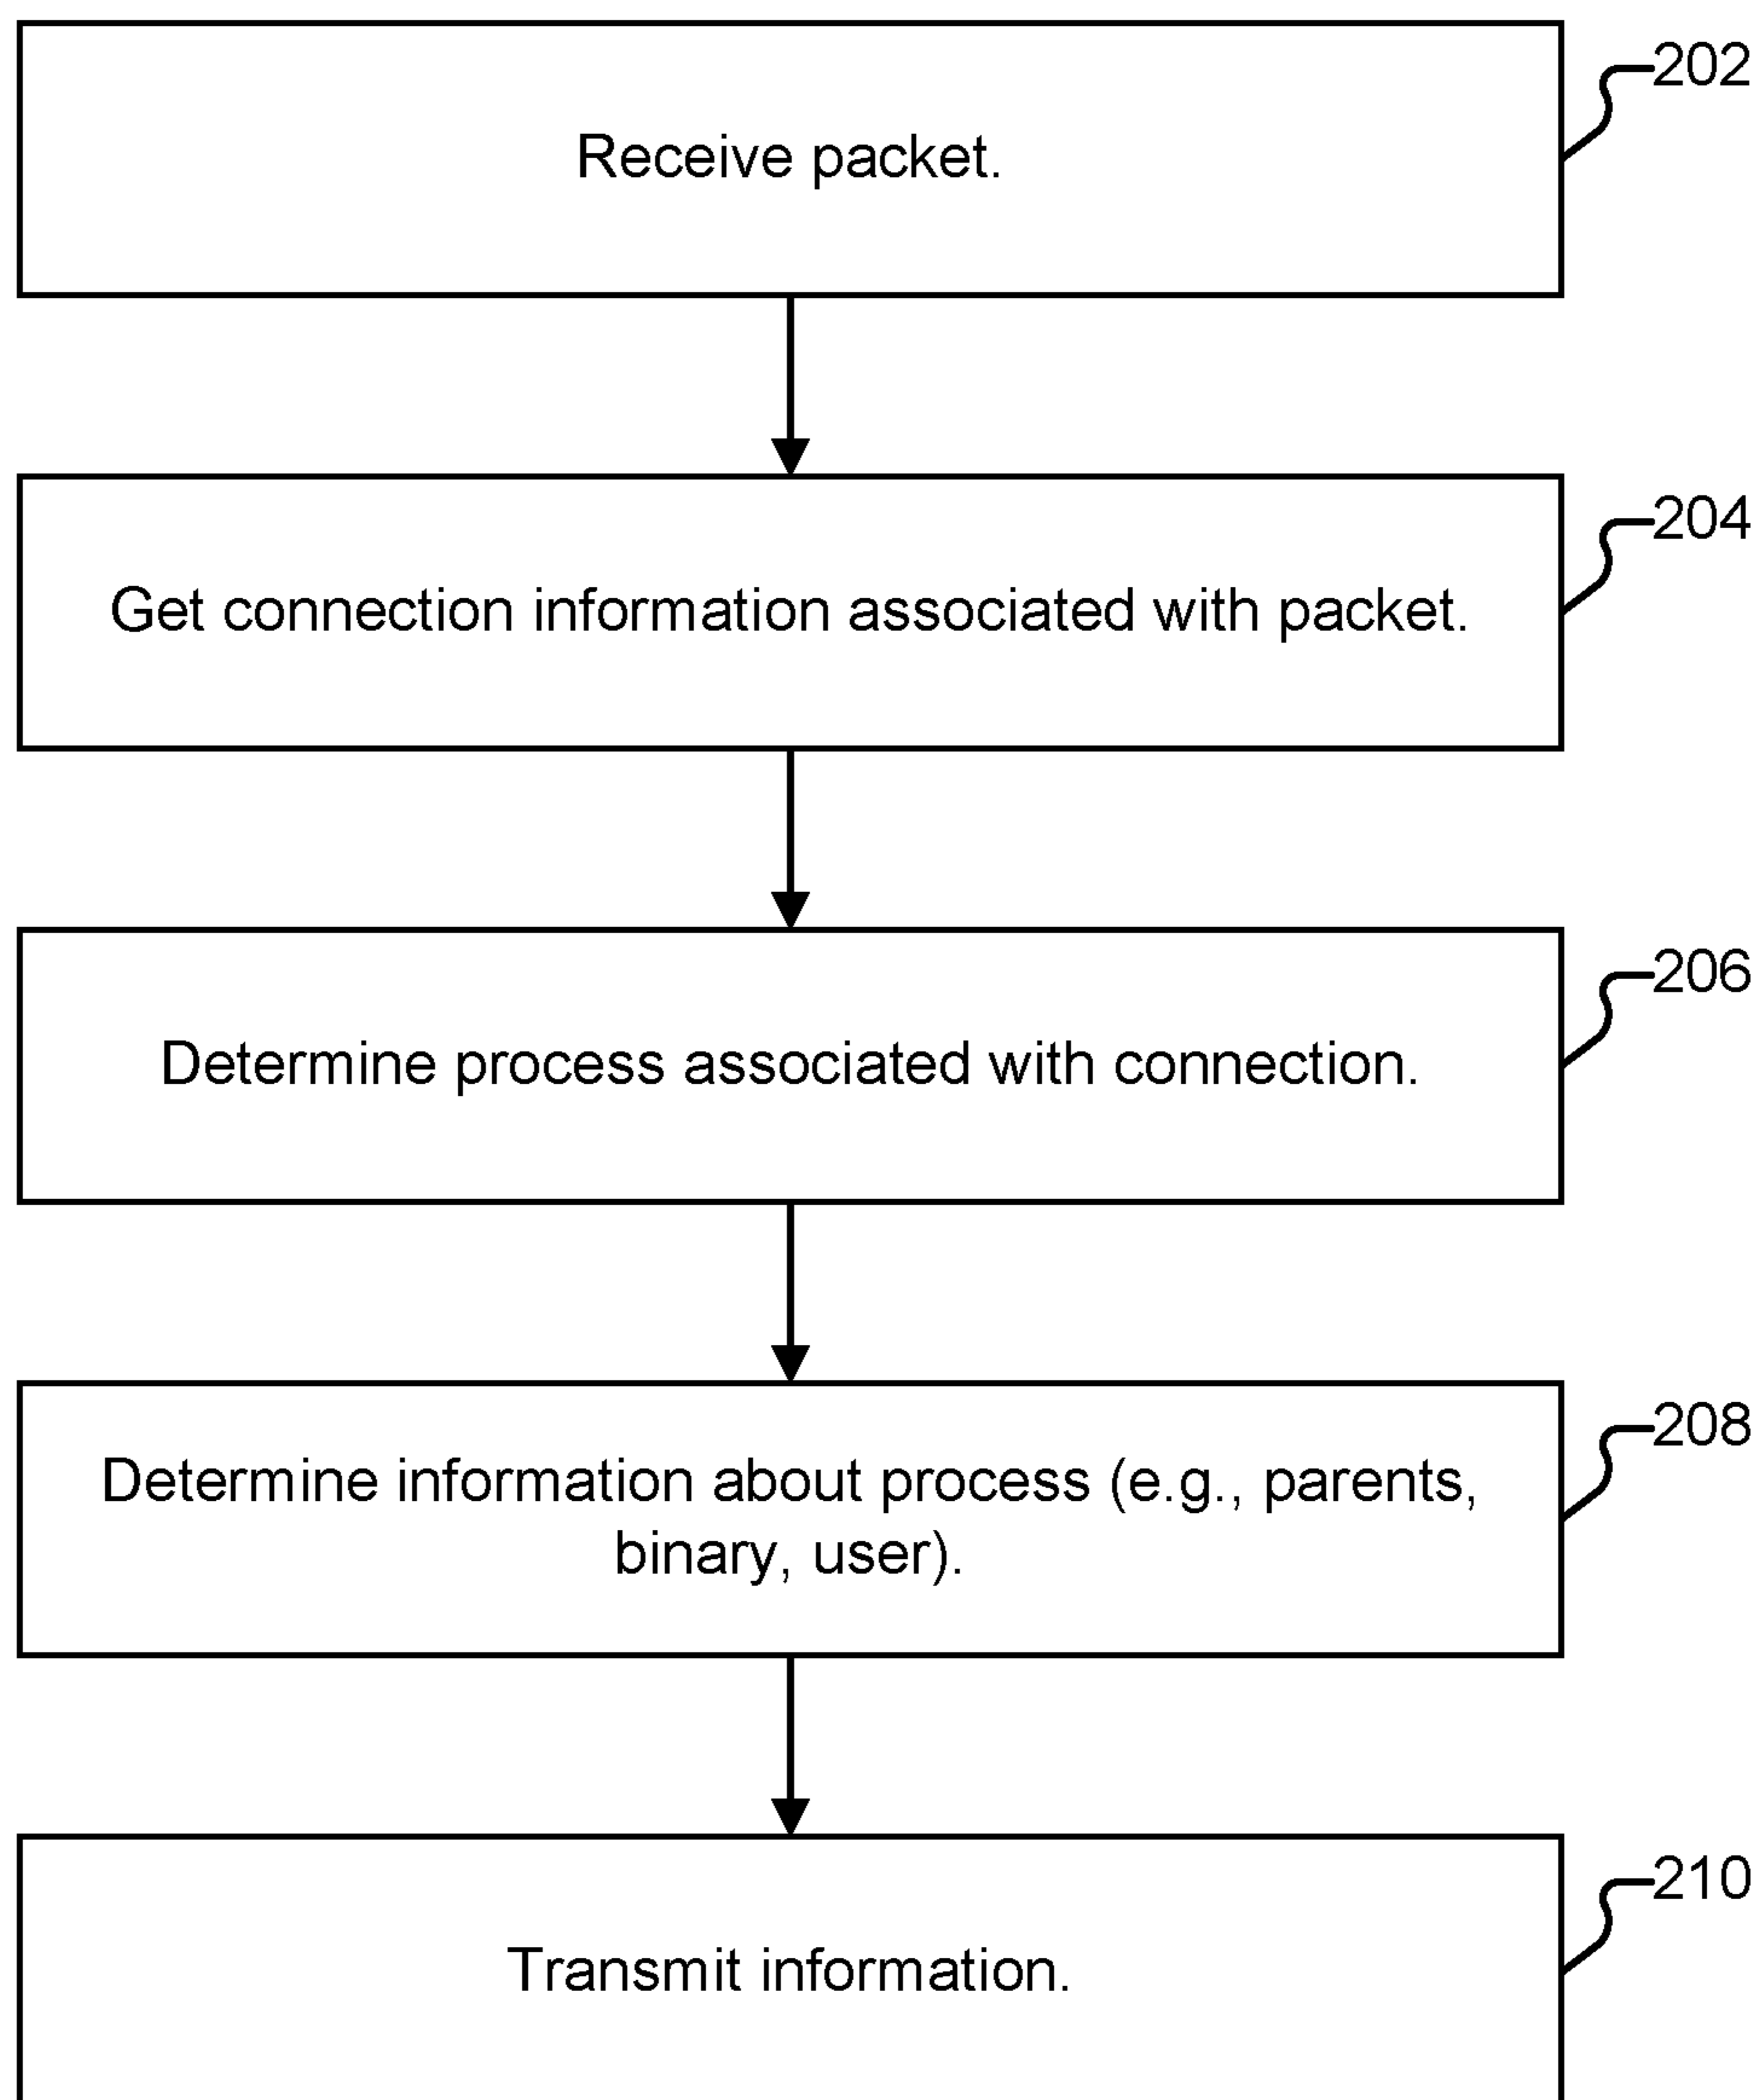 202
Receive packet.
204
Get connection information associated with packet.
206
Determine process associated with connection.
208
Determine information about process (e.g., parents,
binary, user).
210
Transmit information.